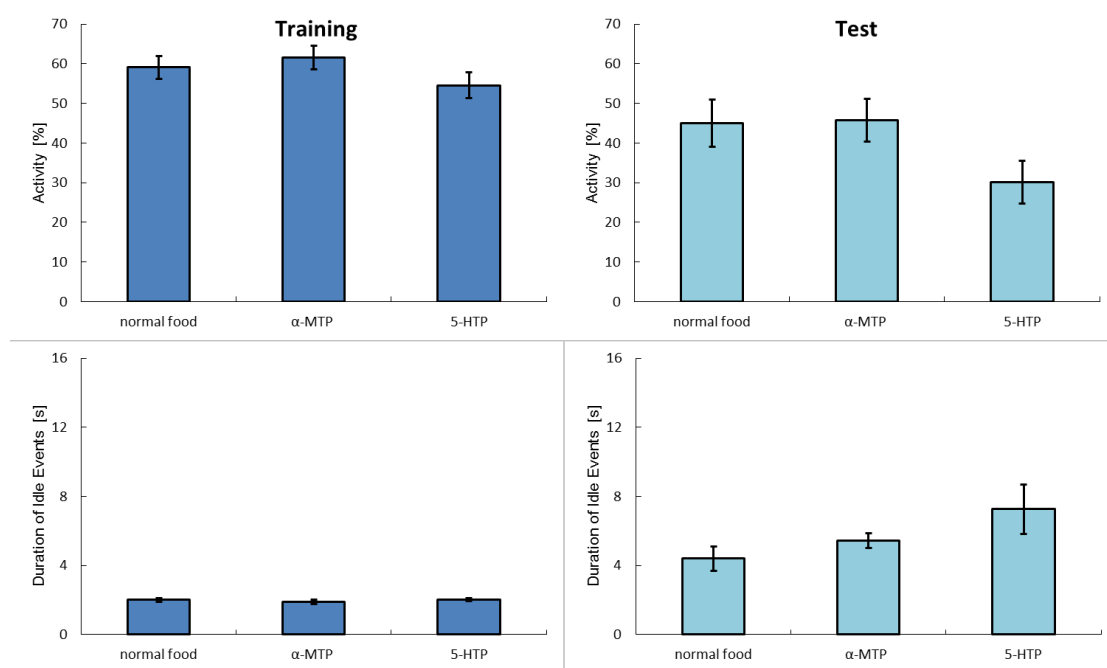 Training
70
60
50
40
30
20
10
0
Activity [%]
normal food α-MTP 5-HTP
Test
70
60
50
40
30
20
10
0
Activity [%]
normal food α-MTP 5-HTP
16
12
8
4
0
Duration of Idle Events [s]
normal food α-MTP 5-HTP
16
12
8
4
0
Duration of Idle Events [s]
normal food α-MTP 5-HTP